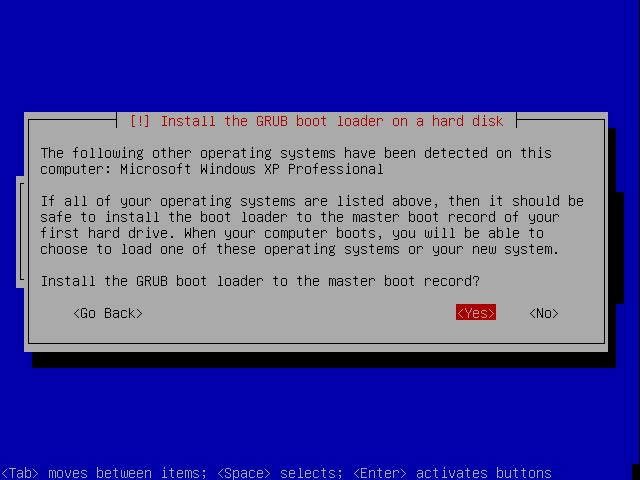 [!] Install the GRUB boot loader on a hard disk
The following other operating systems have been detected on this
computer: Microsoft Windows XP Professional
If all of your operating systems are listed above, then it should be
safe to install the boot loader to the master boot record of your
first hard drive. When your computer boots, you will be able to
choose to load one of these operating systems or your new system.
Install the GRUB boot loader to the master boot record?
<Go Back> <Yes> <No>
<Tab> moves between items; <Space> selects; <Enter> activates buttons